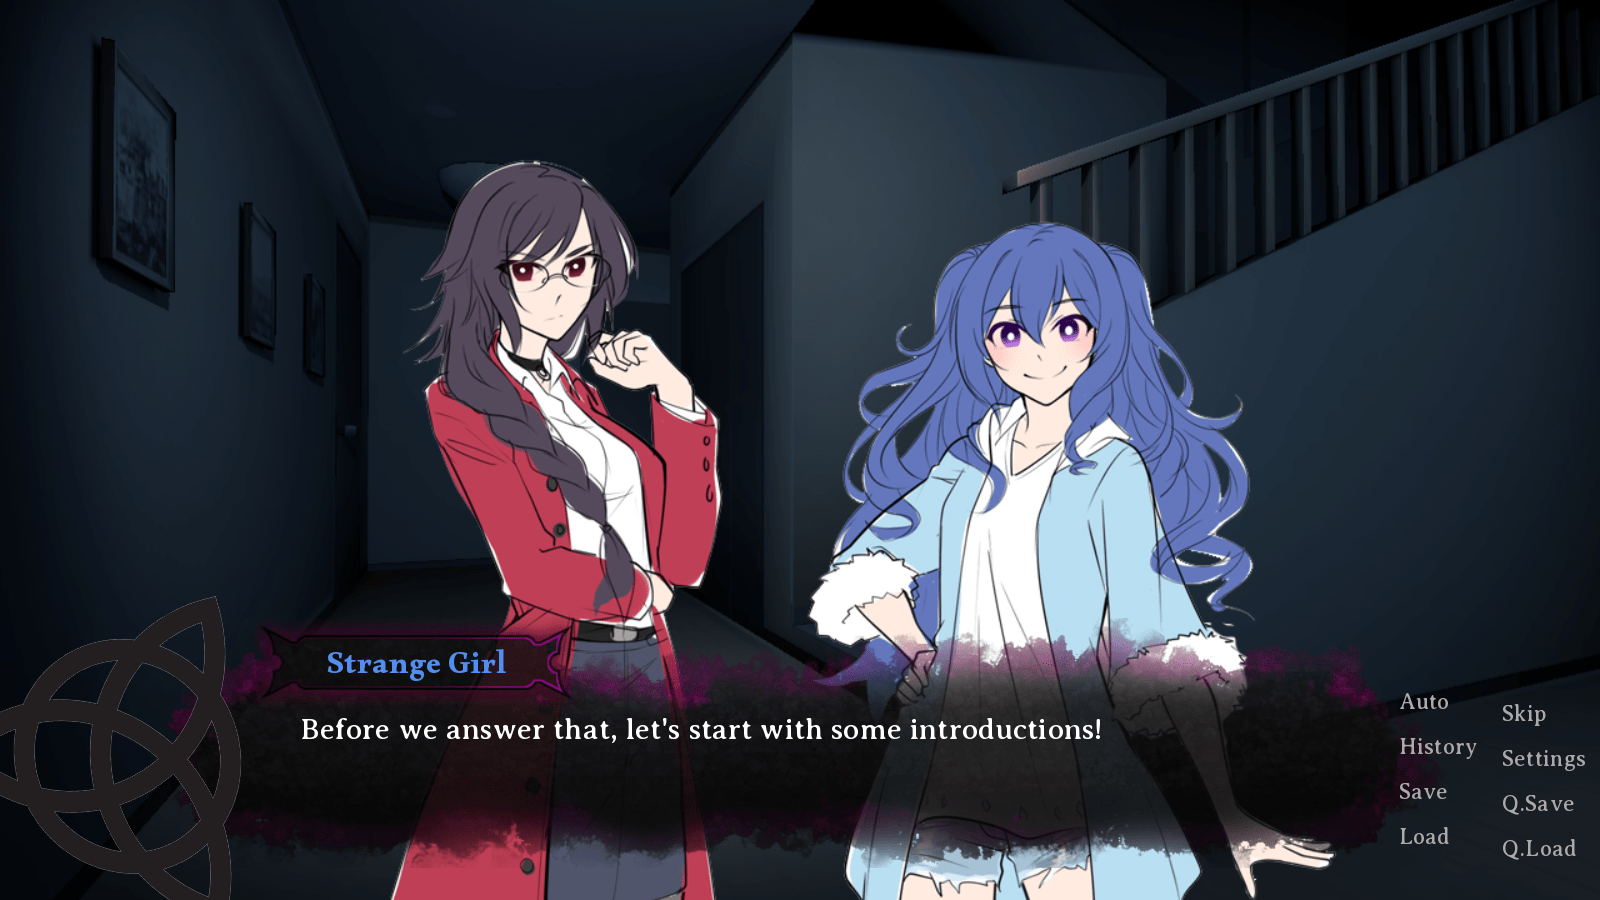 Strange Girl
Before we answer that, let's start with some introductions!
Auto
Skip
History
Settings
Save
Q.Save
Load
Q.Load